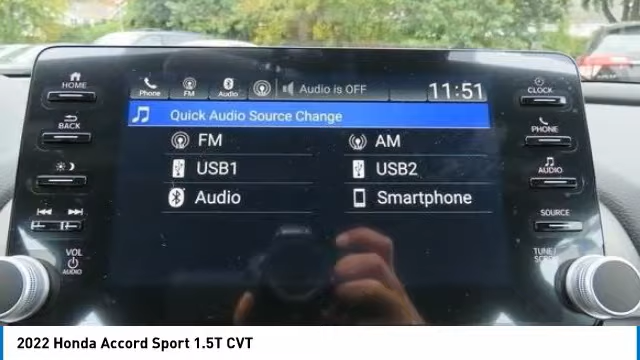 HOME
BACK
VOL
AUDIO
Phone FM Audio Audio is OFF 11:51
Quick Audio Source Change
FM AM
USB1 USB2
Audio Smartphone
CLOCK
PHONE
AUDIO
SOURCE
TUNE/
SCROLL
2022 Honda Accord Sport 1.5T CVT